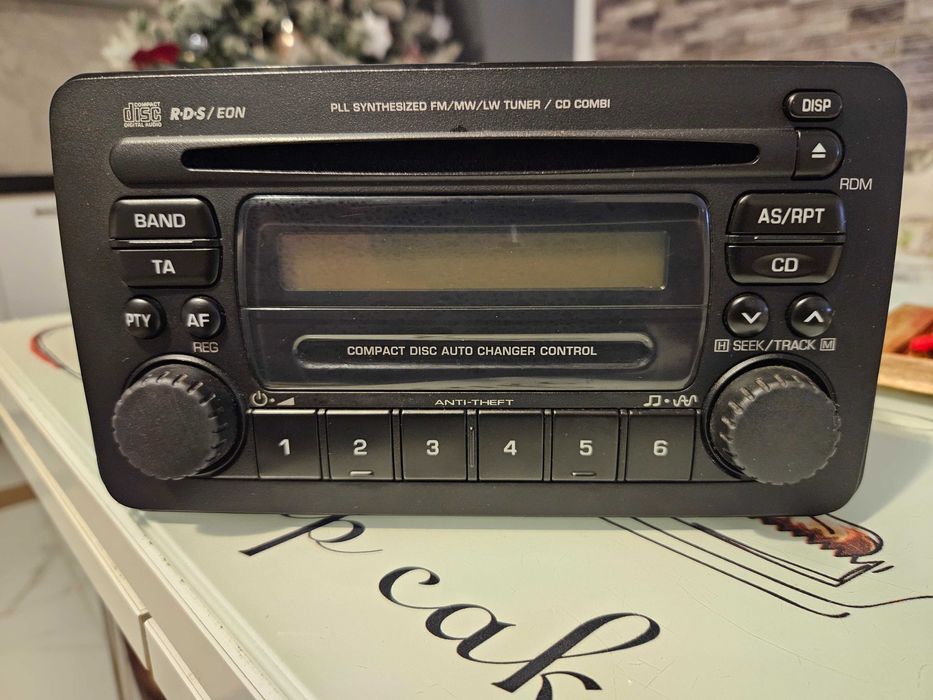 COMPACT
disc
DIGITAL AUDIO
R·D·S/EON
PLL SYNTHESIZED FM/MW/LW TUNER / CD COMBI
DISP
RDM
BAND
AS/RPT
TA
CD
PTY
AF
REG
H SEEK/TRACK M
COMPACT DISC AUTO CHANGER CONTROL
ANTI-THEFT
1 2 3 4 5 6
p
cak